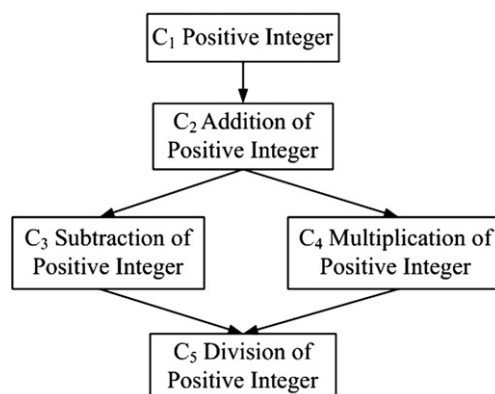 C₁ Positive Integer
C₂ Addition of
Positive Integer
C₃ Subtraction of
Positive Integer
C₄ Multiplication of
Positive Integer
C₅ Division of
Positive Integer